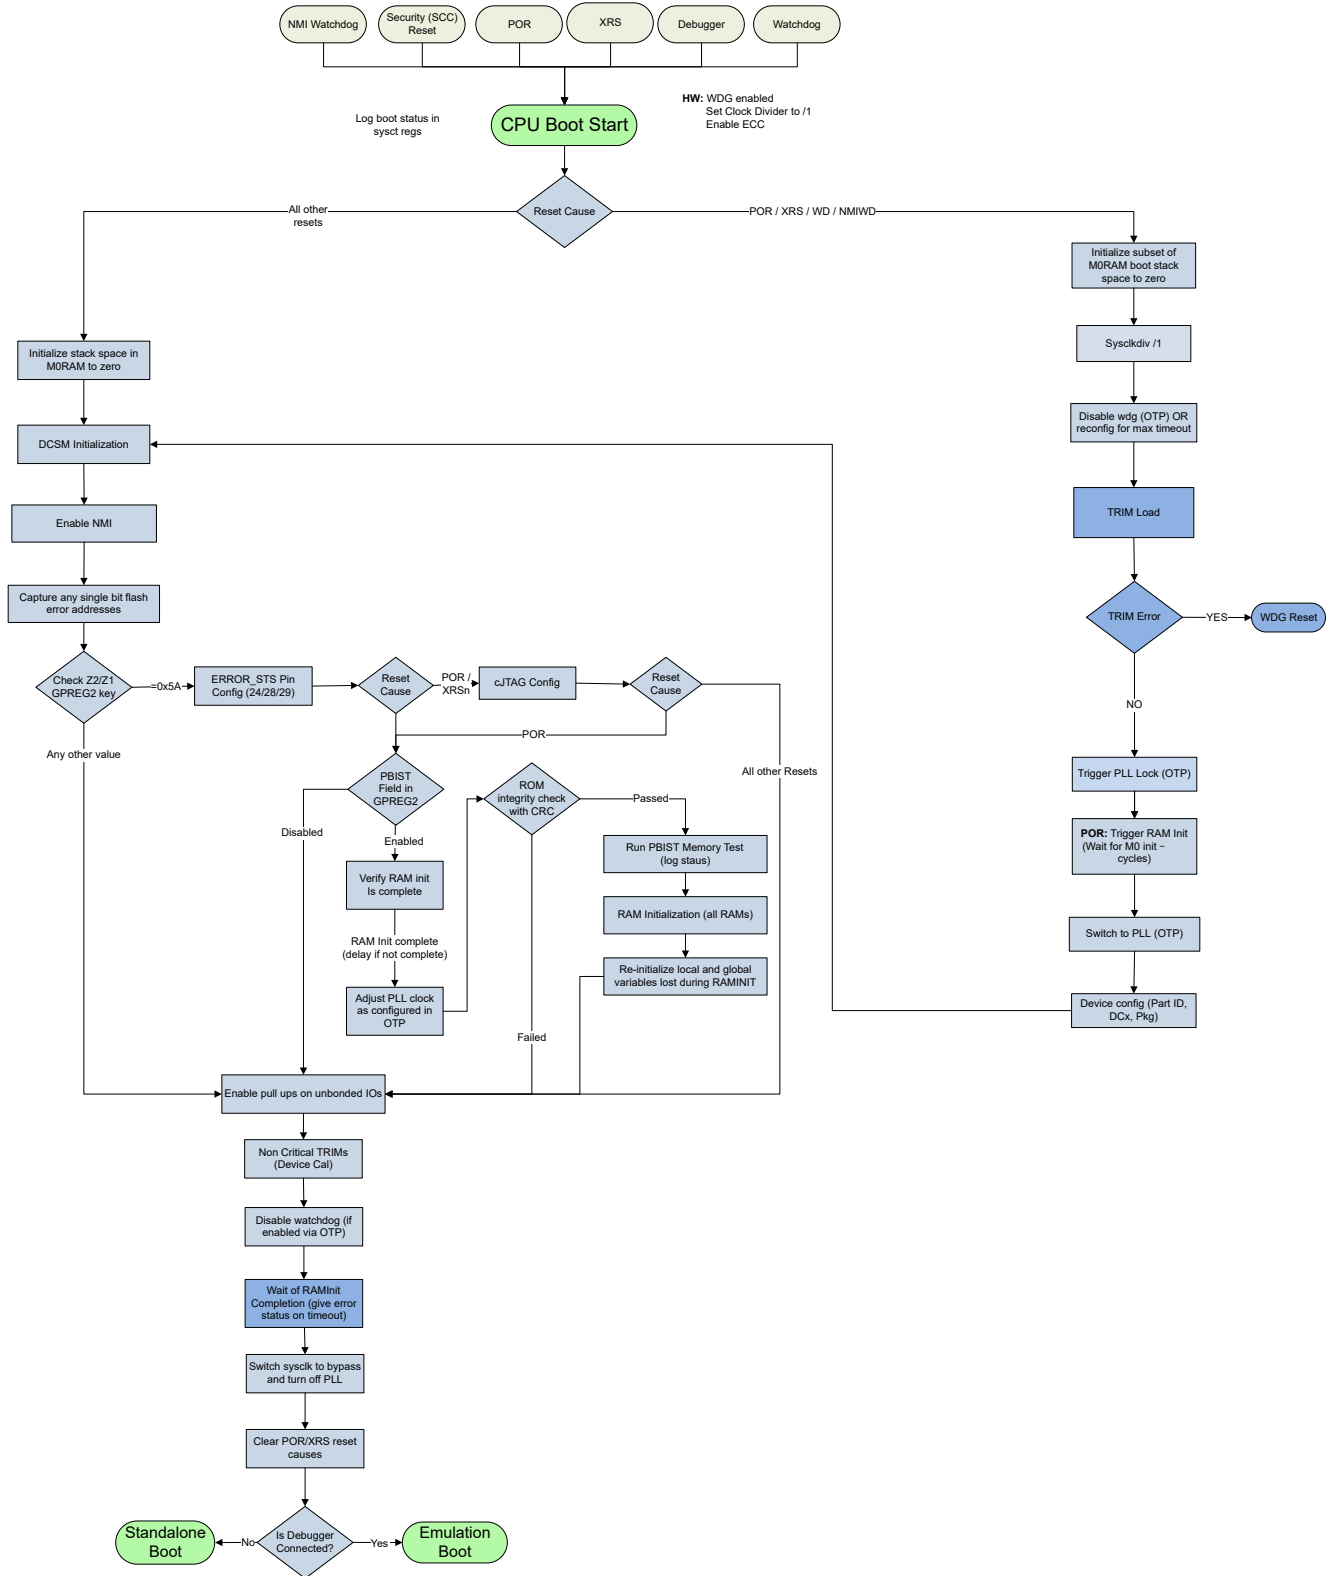 NMI Watchdog
Security (SCC)
Reset
POR
XRS
Debugger
Watchdog
Log boot status in
sysct regs
CPU Boot Start
HW: WDG enabled
Set Clock Divider to /1
Enable ECC
Reset Cause
All other
resets
POR / XRS / WD / NMIWD
Initialize subset of
M0RAM boot stack
space to zero
Sysclkdiv /1
Disable wdg (OTP) OR
reconfig for max timeout
TRIM Load
TRIM Error
YES
WDG Reset
NO
Trigger PLL Lock (OTP)
POR: Trigger RAM Init
(Wait for M0 init –
cycles)
Switch to PLL (OTP)
Device config (Part ID,
DCx, Pkg)
Initialize stack space in
M0RAM to zero
DCSM Initialization
Enable NMI
Capture any single bit flash
error addresses
Check Z2/Z1
GPREG2 key
=0x5A
ERROR_STS Pin
Config (24/28/29)
Reset
Cause
POR /
XRSn
cJTAG Config
Reset
Cause
Any other value
POR
All other Resets
PBIST
Field in
GPREG2
Disabled
Enabled
Verify RAM init
Is complete
RAM Init complete
(delay if not complete)
Adjust PLL clock
as configured in
OTP
ROM
integrity check
with CRC
Passed
Failed
Run PBIST Memory Test
(log staus)
RAM Initialization (all RAMs)
Re-initialize local and global
variables lost during RAMINIT
Enable pull ups on unbonded IOs
Non Critical TRIMs
(Device Cal)
Disable watchdog (if
enabled via OTP)
Wait of RAMInit
Completion (give error
status on timeout)
Switch sysclk to bypass
and turn off PLL
Clear POR/XRS reset
causes
Is Debugger
Connected?
No
Standalone
Boot
Yes
Emulation
Boot